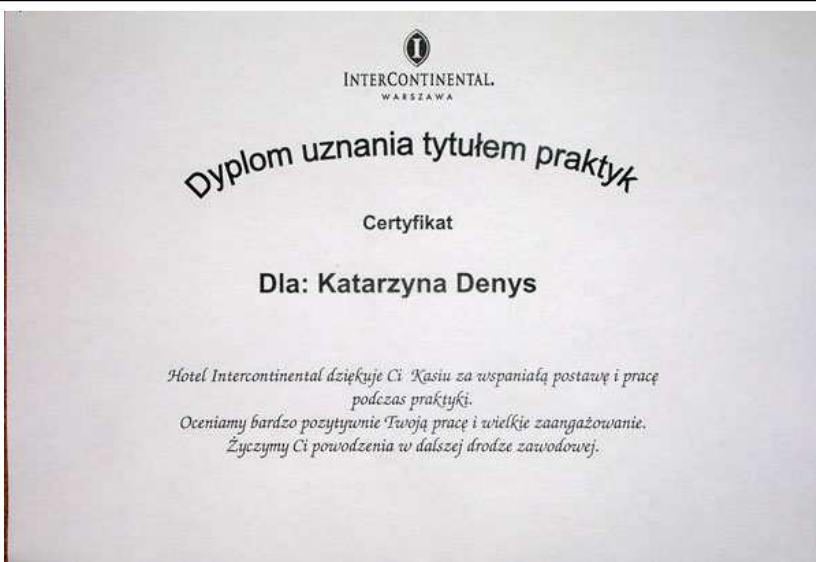 I
INTERCONTINENTAL.
WARSZAWA
Dyplom uznania tytułem praktyk
Certyfikat
Dla: Katarzyna Denys
Hotel Intercontinental dziękuje Ci Kasiu za wspaniałą postawę i pracę
podczas praktyki.
Oceniamy bardzo pozytywnie Twoją pracę i wielkie zaangażowanie.
Życzymy Ci powodzenia w dalszej drodze zawodowej.